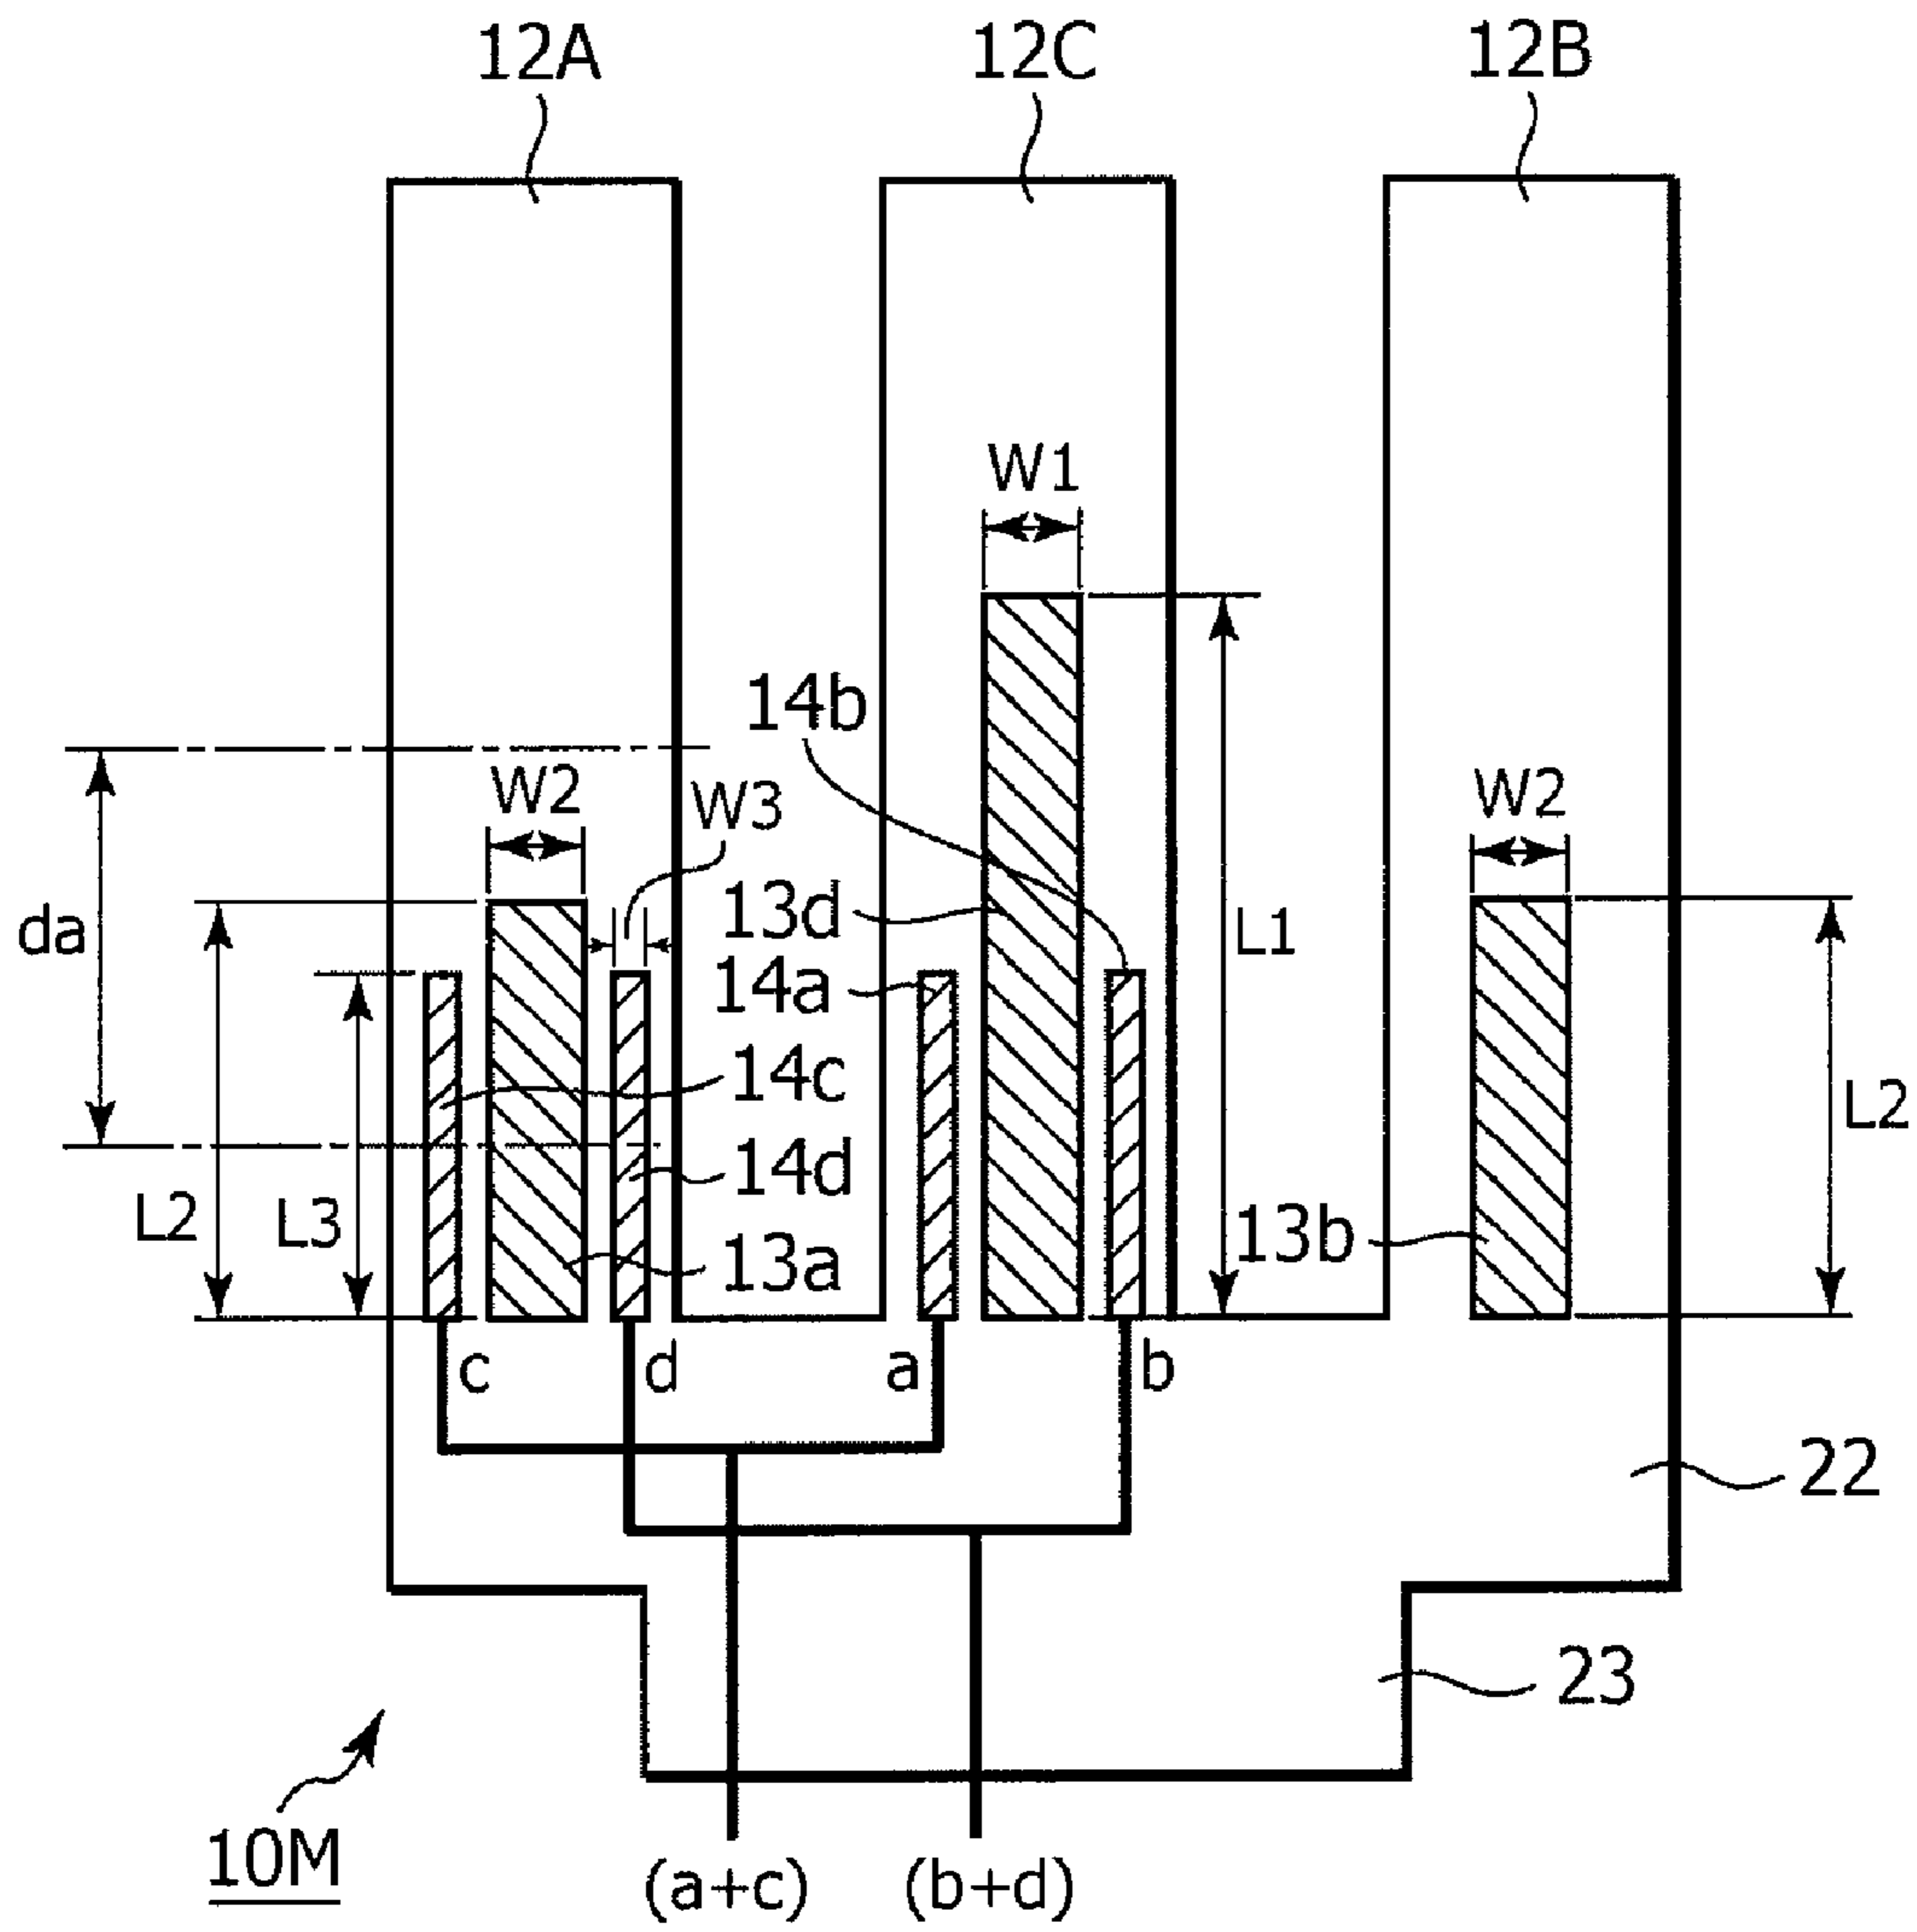 12A 12C 12B
W1
14b
W2 W3 W2
13d
da L1
14a
14c
L2
14d
L2 L3 13b
13a
c d a b
22
23
10M
(a+c) (b+d)